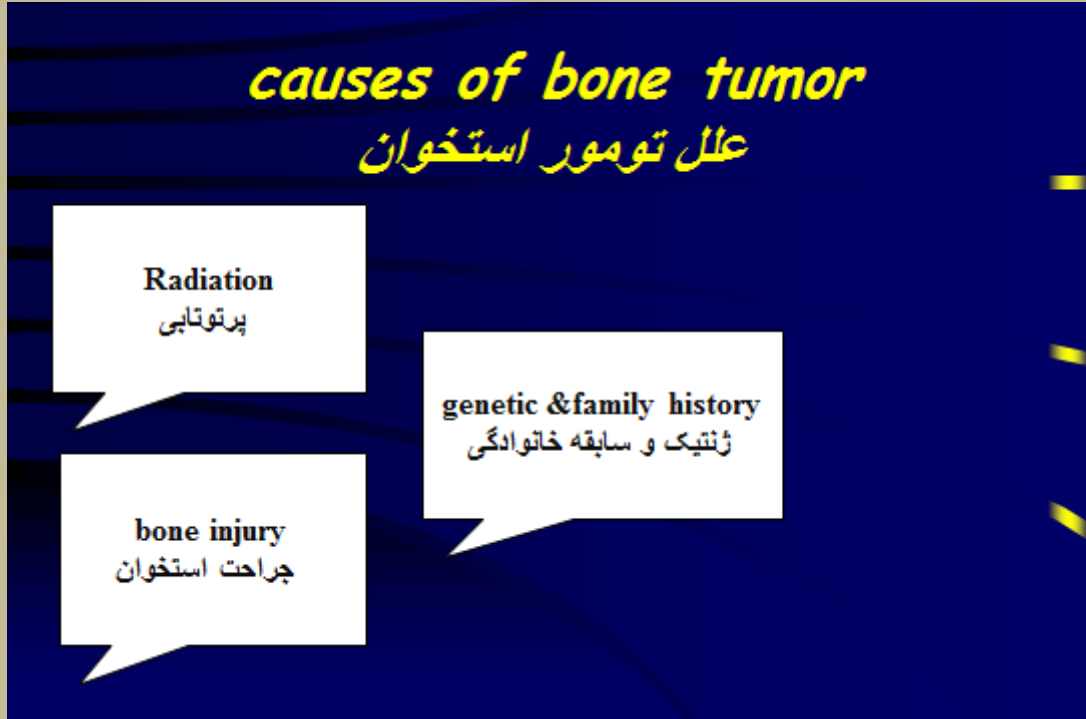 causes of bone tumor
علل تومور استخوان
Radiation
پرتوتابی
genetic &family history
ژنتیک و سابقه خانوادگی
bone injury
جراحت استخوان